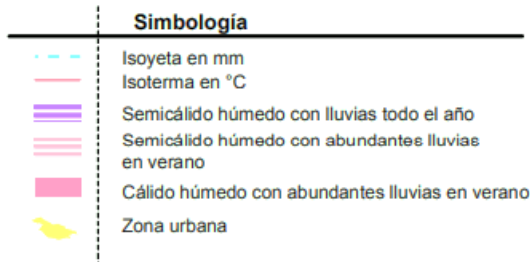 Simbología
Isoyeta en mm
Isoterma en °C
Semicálido húmedo con lluvias todo el año
Semicálido húmedo con abundantes lluvias
en verano
Cálido húmedo con abundantes lluvias en verano
Zona urbana